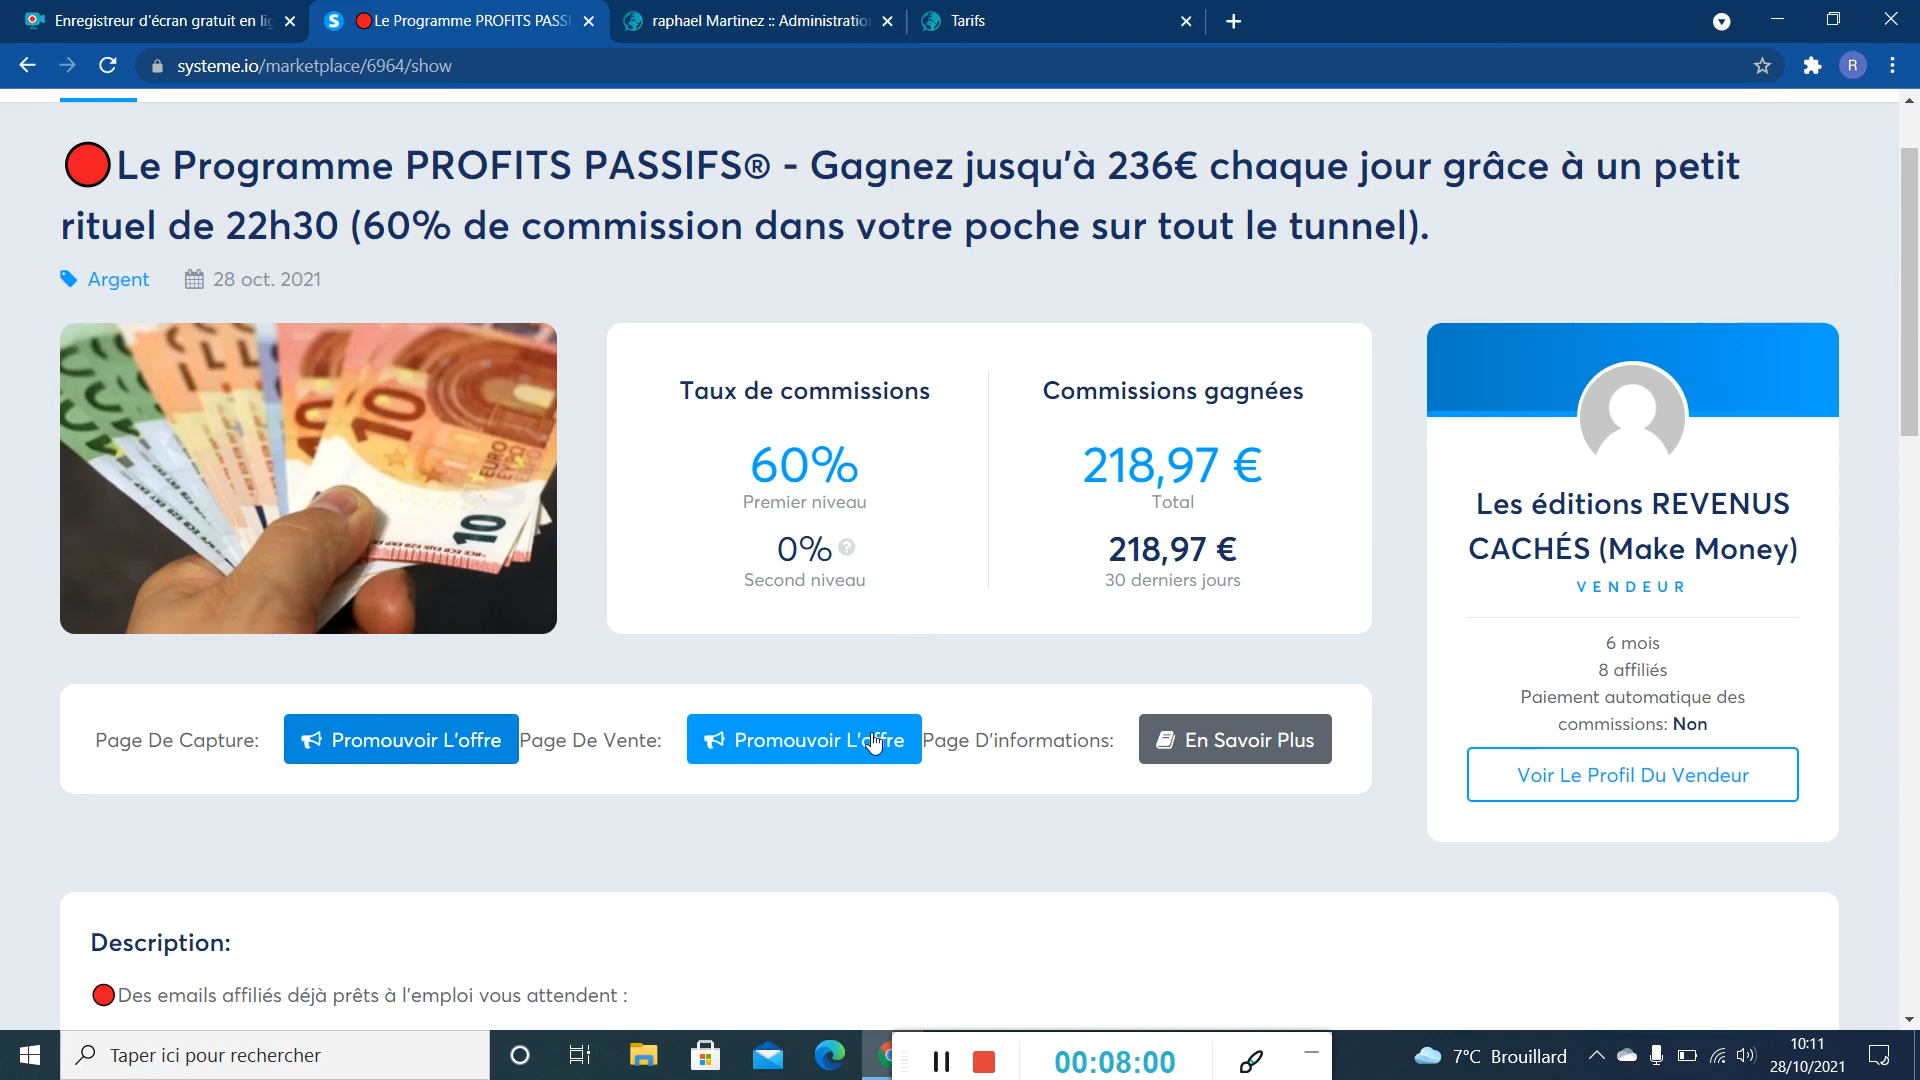 Enregistreur d'écran gratuit en lig
Le Programme PROFITS PASSI
raphael Martinez :: Administratio
Tarifs
systeme.io/marketplace/6964/show
R
Le Programme PROFITS PASSIFS® - Gagnez jusqu'à 236€ chaque jour grâce à un petit
rituel de 22h30 (60% de commission dans votre poche sur tout le tunnel).
Argent 28 oct. 2021
Taux de commissions
60%
Premier niveau
0% ?
Second niveau
Commissions gagnées
218,97 €
Total
218,97 €
30 derniers jours
Les éditions REVENUS
CACHÉS (Make Money)
VENDEUR
6 mois
8 affiliés
Paiement automatique des
commissions: Non
Voir Le Profil Du Vendeur
Page De Capture: Promouvoir L'offre Page De Vente: Promouvoir L'offre Page D'informations: En Savoir Plus
Description:
Des emails affiliés déjà prêts à l'emploi vous attendent :
Taper ici pour rechercher
00:08:00
7°C Brouillard
10:11
28/10/2021